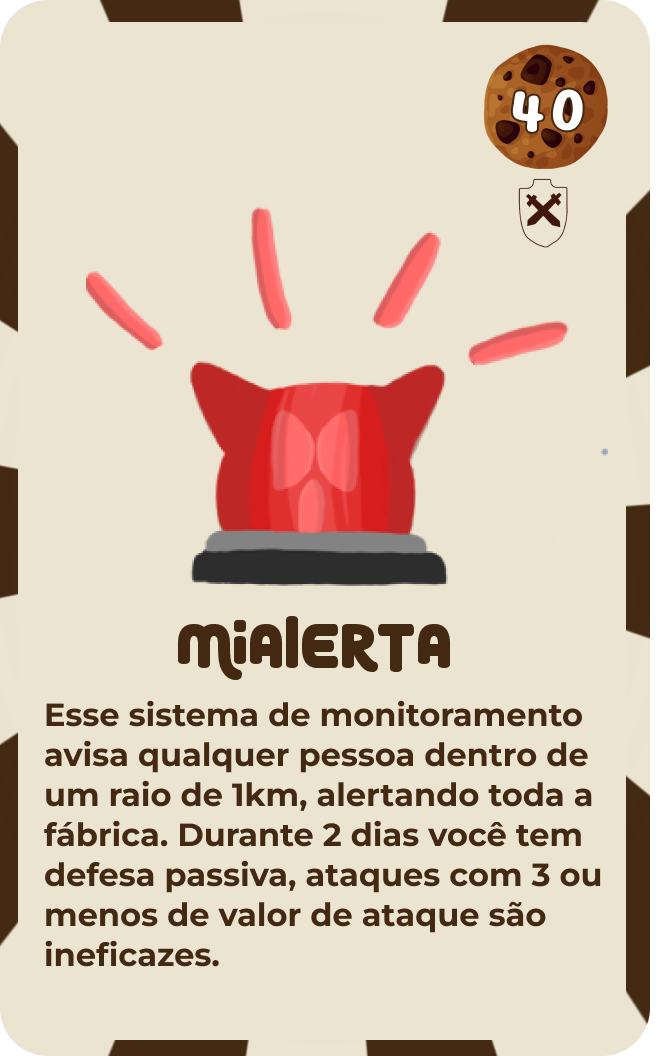 40
miAlERTA
Esse sistema de monitoramento
avisa qualquer pessoa dentro de
um raio de 1km, alertando toda a
fábrica. Durante 2 dias você tem
defesa passiva, ataques com 3 ou
menos de valor de ataque são
ineficazes.